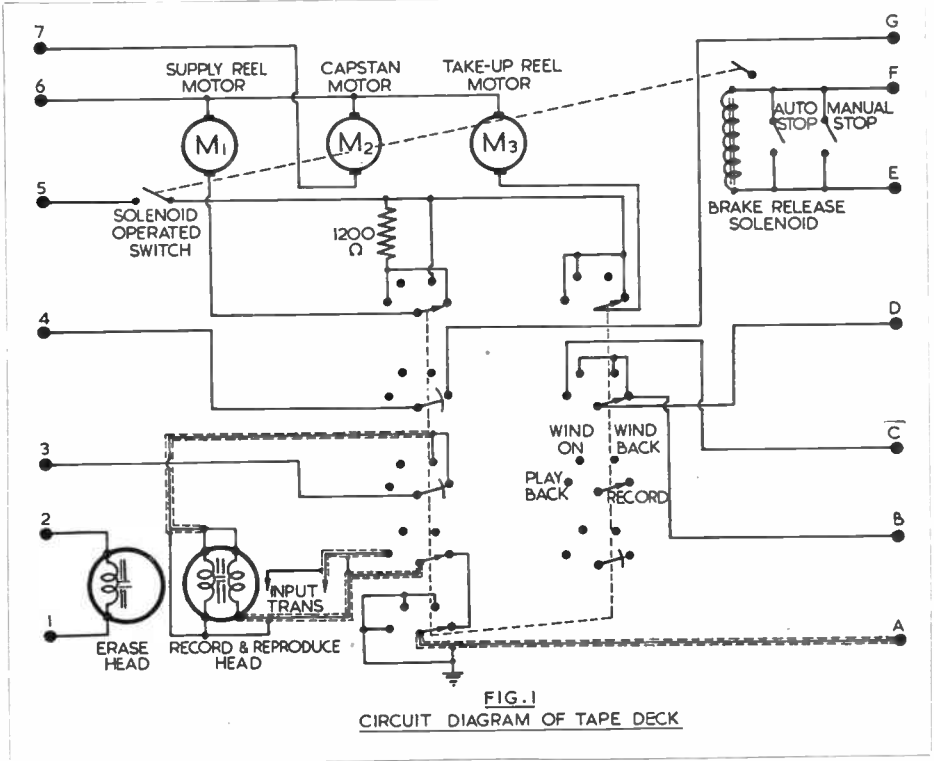 7
G
SUPPLY REEL
MOTOR
CAPSTAN
MOTOR
TAKE-UP REEL
MOTOR
6
F
M1
M2
M3
AUTO
STOP
MANUAL
STOP
5
E
SOLENOID
OPERATED
SWITCH
1200
Ω
BRAKE RELEASE
SOLENOID
4
D
3
WIND
ON
WIND
BACK
C
PLAY
BACK
RECORD
2
B
INPUT
TRANS
1
A
ERASE
HEAD
RECORD & REPRODUCE
HEAD
FIG.1
CIRCUIT DIAGRAM OF TAPE DECK